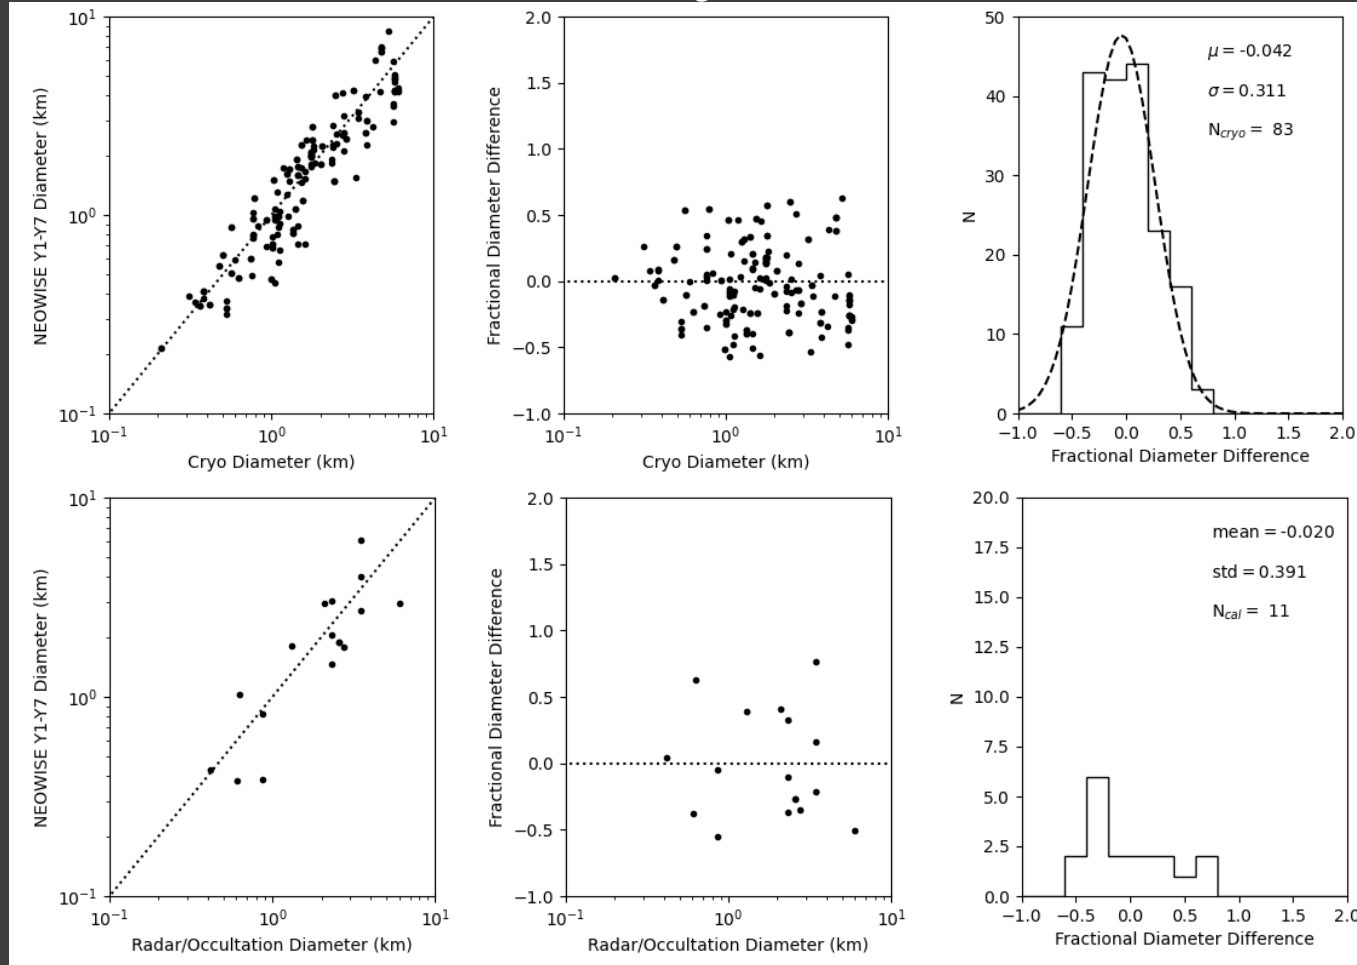 10¹
10⁰
10⁻¹
NEOWISE Y1-Y7 Diameter (km)
10⁻¹ 10⁰ 10¹
Cryo Diameter (km)
2.0
1.5
1.0
0.5
0.0
−0.5
−1.0
Fractional Diameter Difference
10⁻¹ 10⁰ 10¹
Cryo Diameter (km)
50
40
30
20
10
0
N
μ = -0.042
σ = 0.311
N_cryo = 83
−1.0 −0.5 0.0 0.5 1.0 1.5 2.0
Fractional Diameter Difference
10¹
10⁰
10⁻¹
NEOWISE Y1-Y7 Diameter (km)
10⁻¹ 10⁰ 10¹
Radar/Occultation Diameter (km)
2.0
1.5
1.0
0.5
0.0
−0.5
−1.0
Fractional Diameter Difference
10⁻¹ 10⁰ 10¹
Radar/Occultation Diameter (km)
20.0
17.5
15.0
12.5
10.0
7.5
5.0
2.5
0.0
N
mean = -0.020
std = 0.391
N_cal = 11
−1.0 −0.5 0.0 0.5 1.0 1.5 2.0
Fractional Diameter Difference